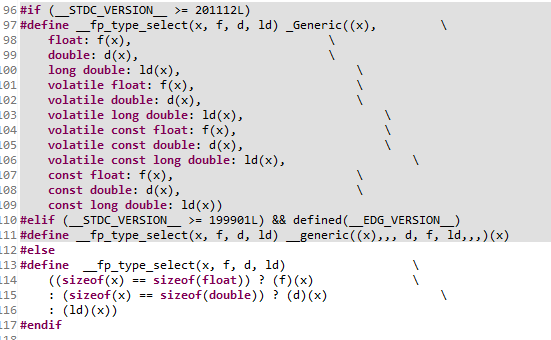 96 #if (__STDC_VERSION__ >= 201112L)
97 #define __fp_type_select(x, f, d, ld) _Generic((x), \
98 float: f(x), \
99 double: d(x), \
100 long double: ld(x), \
101 volatile float: f(x), \
102 volatile double: d(x), \
103 volatile long double: ld(x), \
104 volatile const float: f(x), \
105 volatile const double: d(x), \
106 volatile const long double: ld(x), \
107 const float: f(x), \
108 const double: d(x), \
109 const long double: ld(x))
110 #elif (__STDC_VERSION__ >= 199901L) && defined(__EDG_VERSION__)
111 #define __fp_type_select(x, f, d, ld) __generic((x),,, d, f, ld,,,)(x)
112 #else
113 #define __fp_type_select(x, f, d, ld) \
114 ((sizeof(x) == sizeof(float)) ? (f)(x) \
115 : (sizeof(x) == sizeof(double)) ? (d)(x) \
116 : (ld)(x))
117 #endif